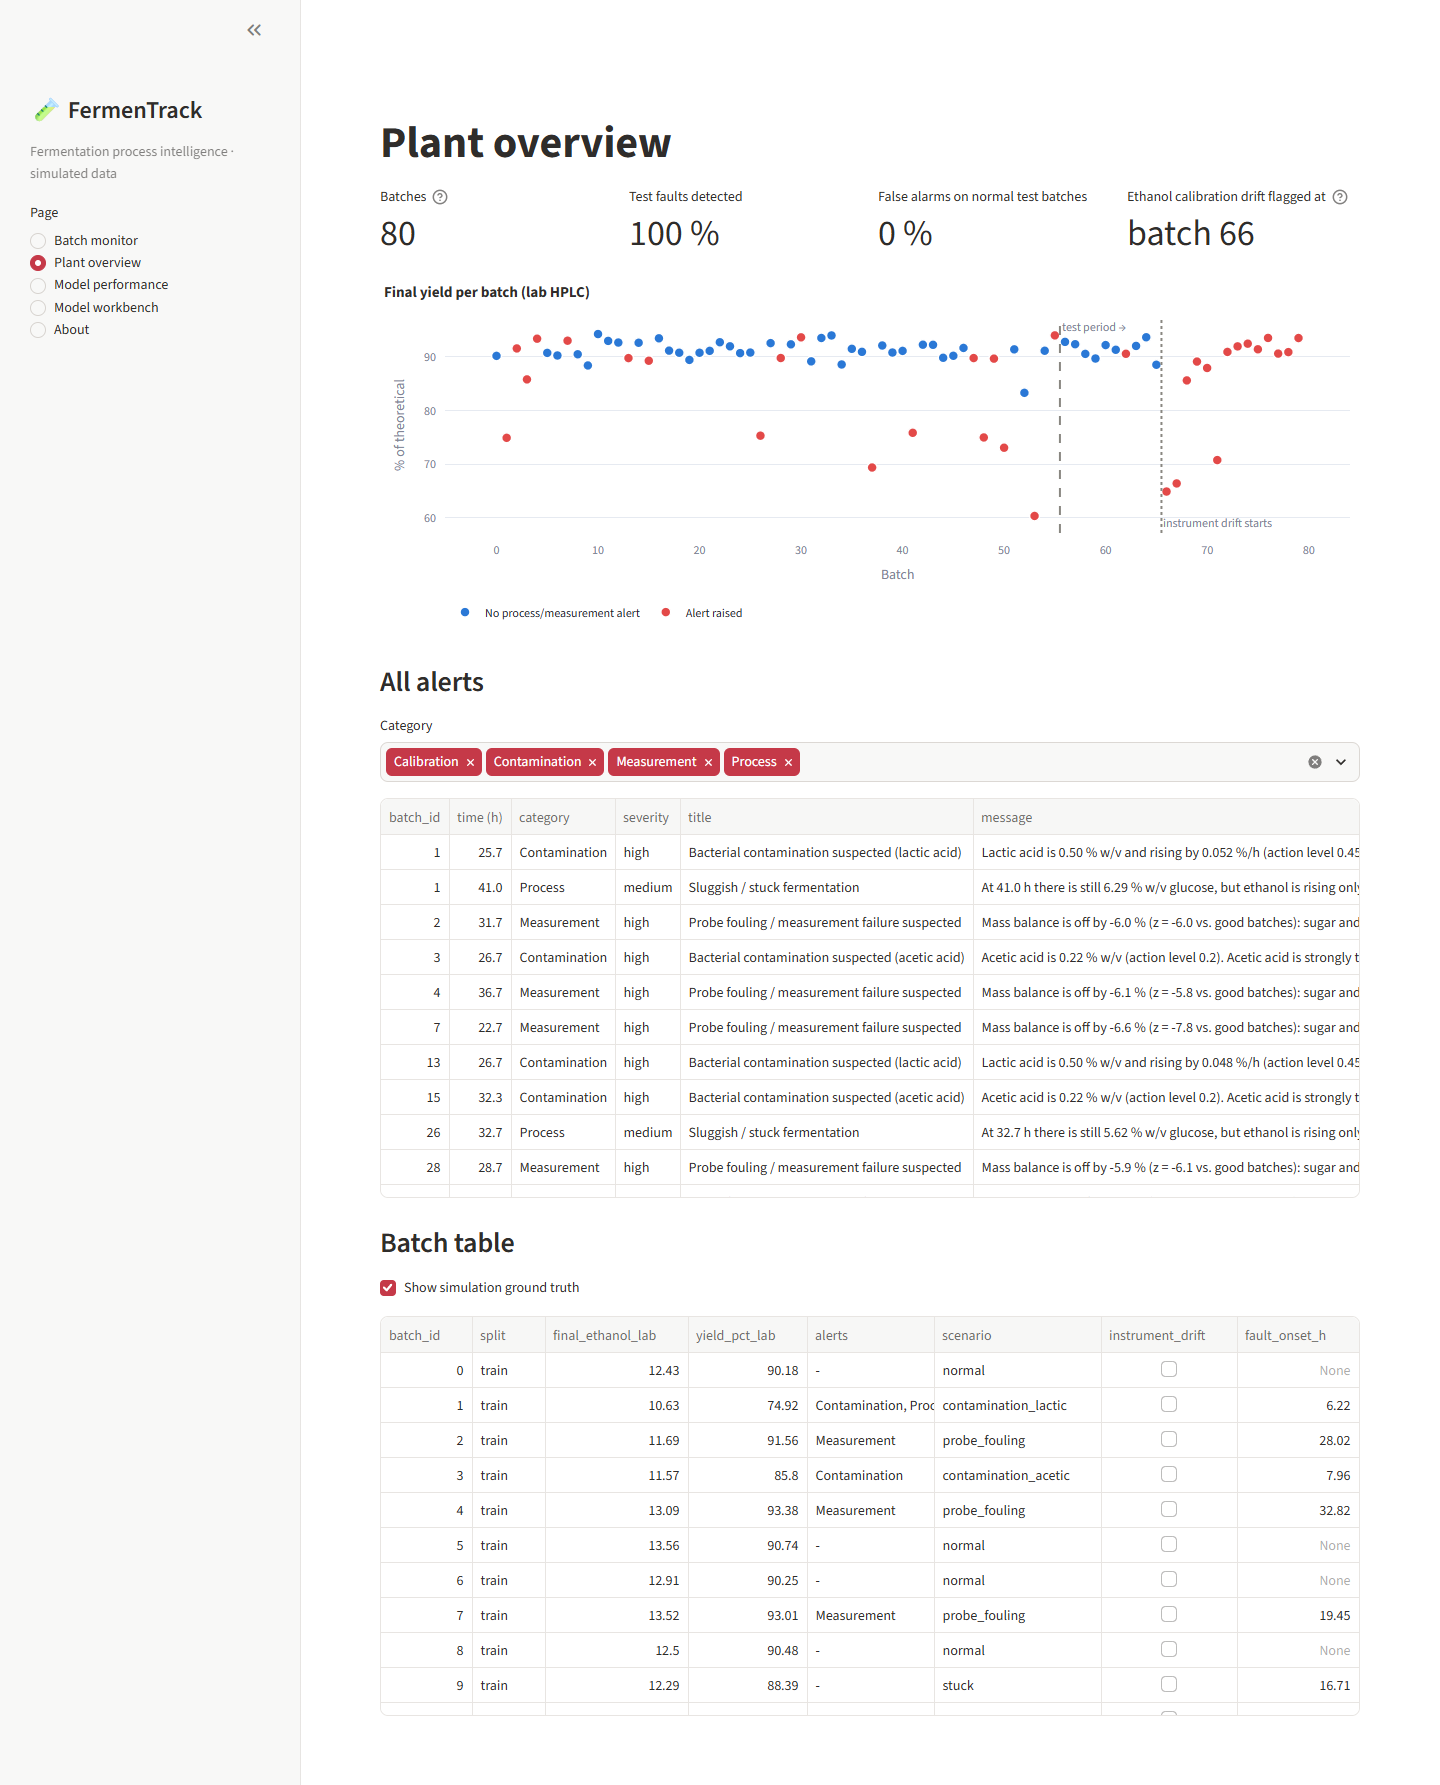 FermenTrack
Fermentation process intelligence ·
simulated data
Page
Batch monitor
Plant overview
Model performance
Model workbench
About
Plant overview
Batches
Test faults detected
False alarms on normal test batches
Ethanol calibration drift flagged at
80
100 %
0 %
batch 66
Final yield per batch (lab HPLC)
test period →
90
80
70
60
% of theoretical
instrument drift starts
0 10 20 30 40 50 60 70 80
Batch
No process/measurement alert
Alert raised
All alerts
Category
Calibration × Contamination × Measurement × Process ×
batch_id time (h) category severity title message
1 25.7 Contamination high Bacterial contamination suspected (lactic acid) Lactic acid is 0.50 % w/v and rising by 0.052 %/h (action level 0.45
1 41.0 Process medium Sluggish / stuck fermentation At 41.0 h there is still 6.29 % w/v glucose, but ethanol is rising only
2 31.7 Measurement high Probe fouling / measurement failure suspected Mass balance is off by -6.0 % (z = -6.0 vs. good batches): sugar and
3 26.7 Contamination high Bacterial contamination suspected (acetic acid) Acetic acid is 0.22 % w/v (action level 0.2). Acetic acid is strongly t
4 36.7 Measurement high Probe fouling / measurement failure suspected Mass balance is off by -6.1 % (z = -5.8 vs. good batches): sugar and
7 22.7 Measurement high Probe fouling / measurement failure suspected Mass balance is off by -6.6 % (z = -7.8 vs. good batches): sugar and
13 26.7 Contamination high Bacterial contamination suspected (lactic acid) Lactic acid is 0.50 % w/v and rising by 0.048 %/h (action level 0.45
15 32.3 Contamination high Bacterial contamination suspected (acetic acid) Acetic acid is 0.22 % w/v (action level 0.2). Acetic acid is strongly t
26 32.7 Process medium Sluggish / stuck fermentation At 32.7 h there is still 5.62 % w/v glucose, but ethanol is rising only
28 28.7 Measurement high Probe fouling / measurement failure suspected Mass balance is off by -5.9 % (z = -6.1 vs. good batches): sugar and
Batch table
Show simulation ground truth
batch_id split final_ethanol_lab yield_pct_lab alerts scenario instrument_drift fault_onset_h
0 train 12.43 90.18 - normal None
1 train 10.63 74.92 Contamination, Proc contamination_lactic 6.22
2 train 11.69 91.56 Measurement probe_fouling 28.02
3 train 11.57 85.8 Contamination contamination_acetic 7.96
4 train 13.09 93.38 Measurement probe_fouling 32.82
5 train 13.56 90.74 - normal None
6 train 12.91 90.25 - normal None
7 train 13.52 93.01 Measurement probe_fouling 19.45
8 train 12.5 90.48 - normal None
9 train 12.29 88.39 - stuck 16.71